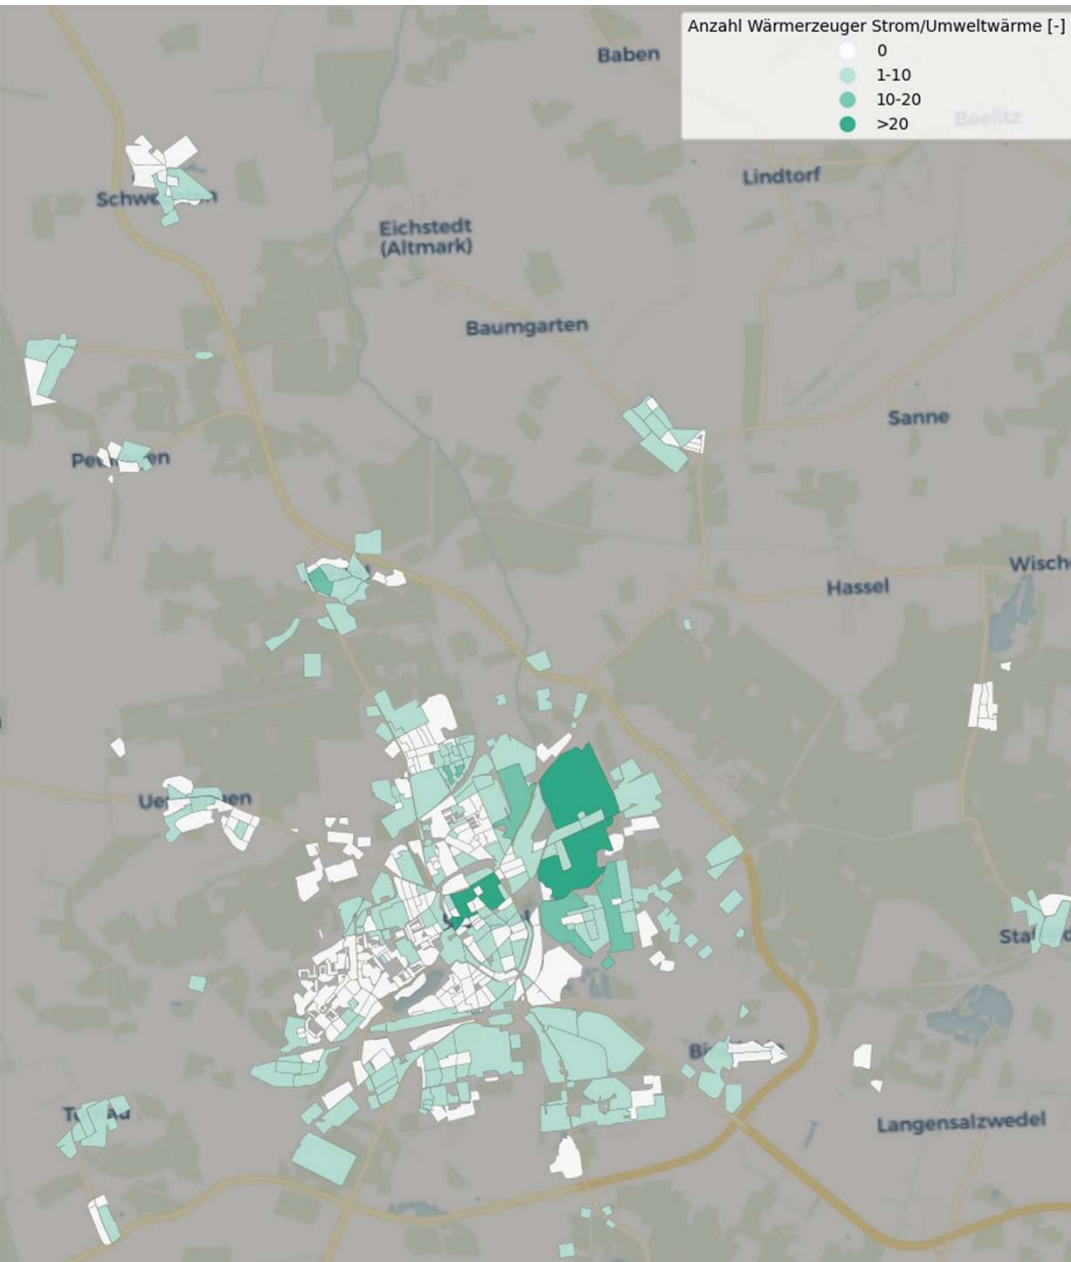 Anzahl Wärmerzeuger Strom/Umweltwärme [-]
0
1-10
10-20
>20
Baben
Beelitz
Lindtorf
Eichstedt
(Altmark)
Baumgarten
Sanne
Hassel
Langensalzwedel